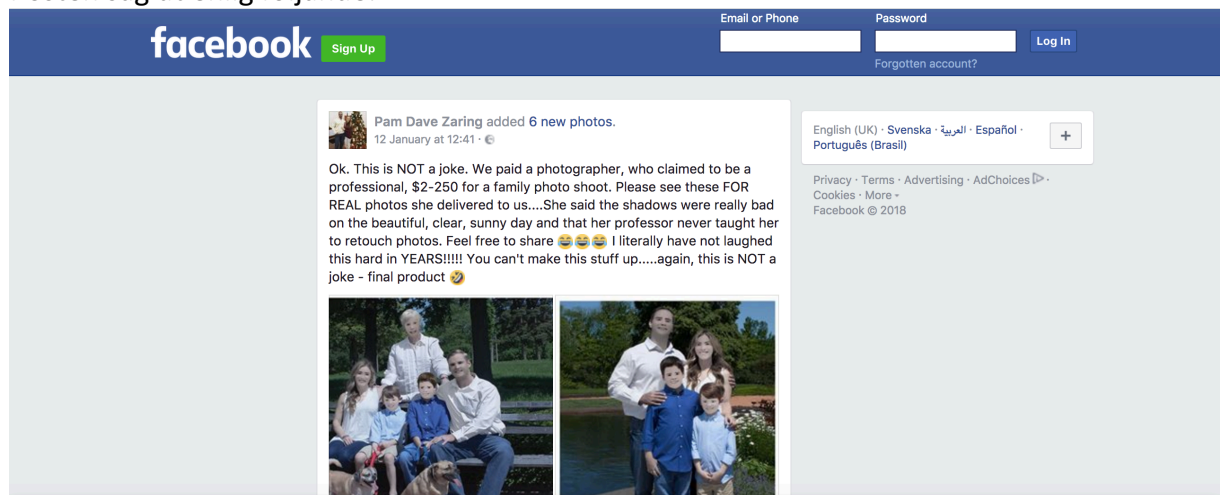 Email or Phone
Password
facebook
Sign Up
Log In
Forgotten account?
Pam Dave Zaring added 6 new photos.
12 January at 12:41 ·
Ok. This is NOT a joke. We paid a photographer, who claimed to be a
professional, $2-250 for a family photo shoot. Please see these FOR
REAL photos she delivered to us....She said the shadows were really bad
on the beautiful, clear, sunny day and that her professor never taught her
to retouch photos. Feel free to share 😂😂😂 I literally have not laughed
this hard in YEARS!!!!! You can't make this stuff up.....again, this is NOT a
joke - final product 🤣
English (UK) · Svenska · العربية · Español ·
Português (Brasil)
+
Privacy · Terms · Advertising · AdChoices ·
Cookies · More
Facebook © 2018